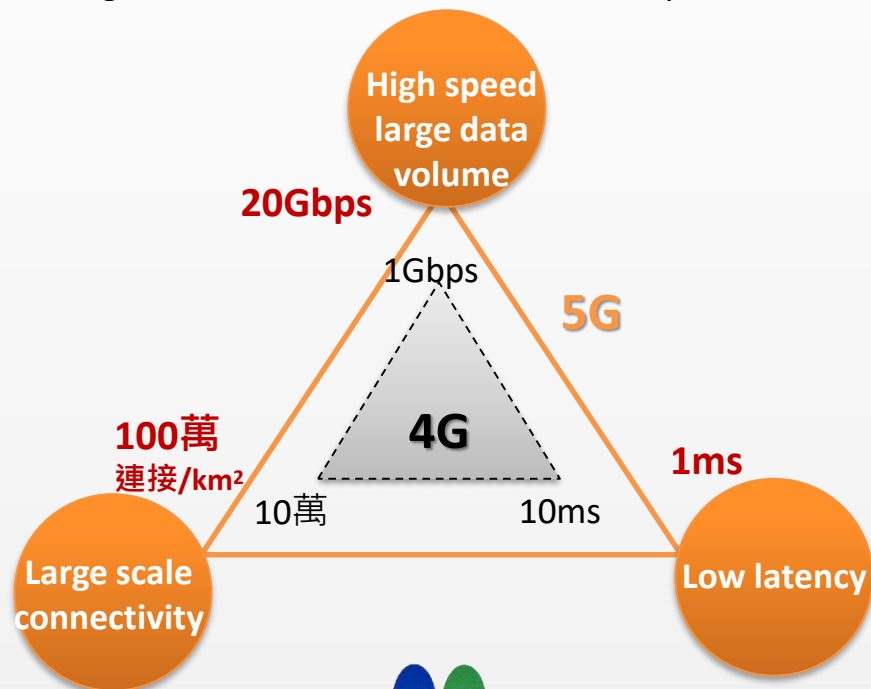 High speed
large data
volume
20Gbps
1Gbps
5G
4G
100萬
連接/km²
1ms
10萬
10ms
Large scale
connectivity
Low latency